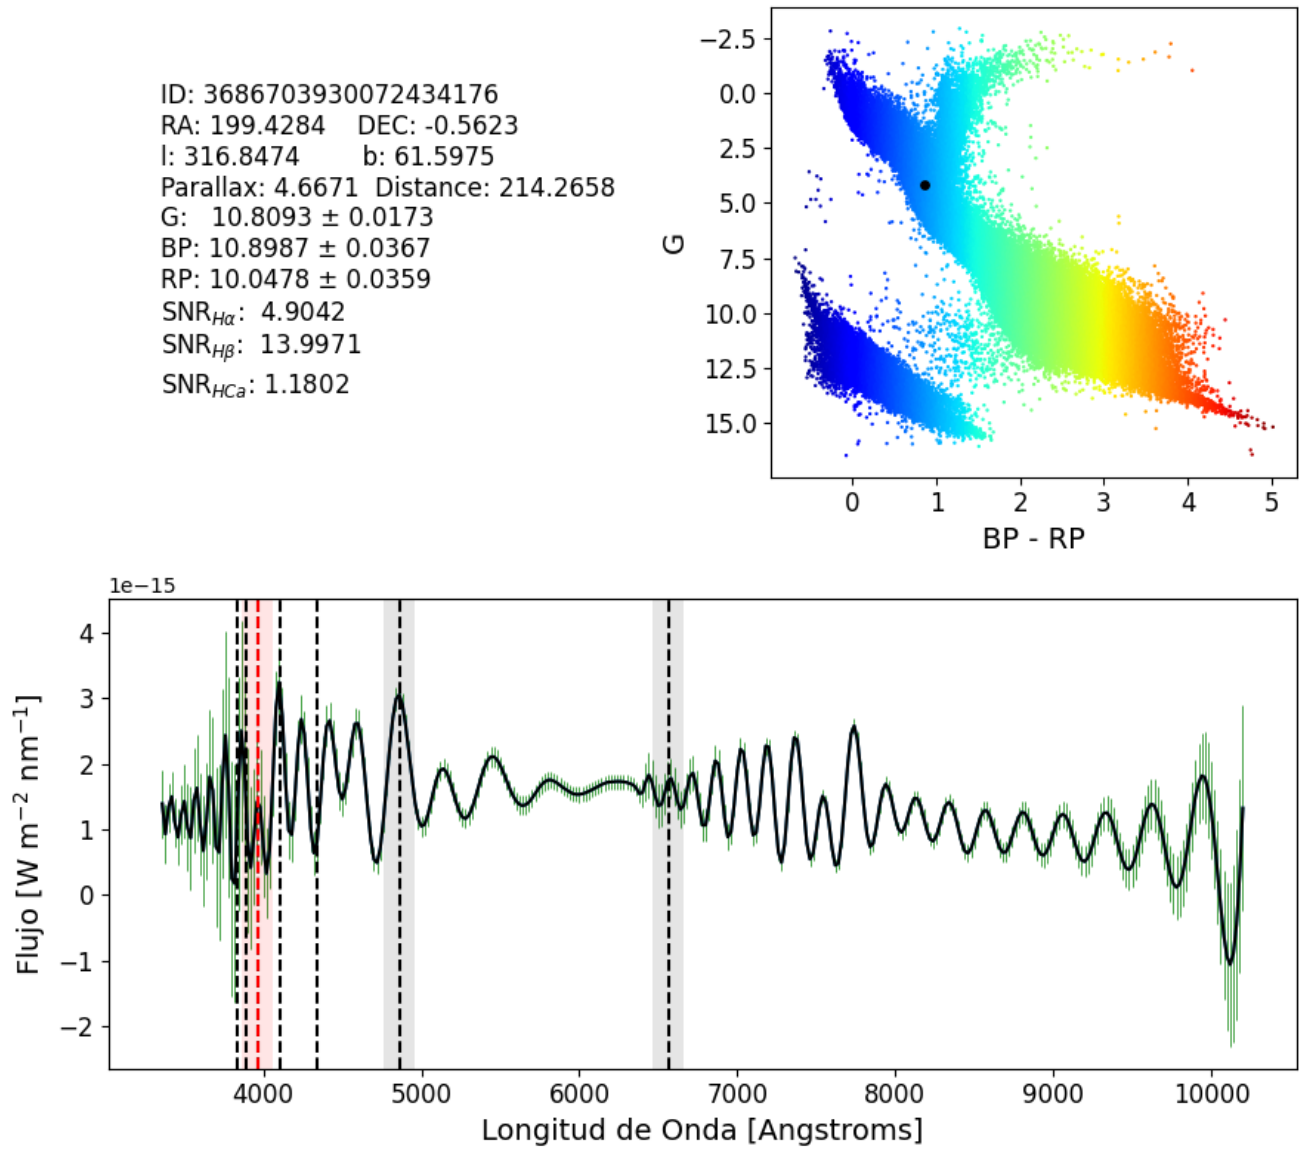 ID: 3686703930072434176
RA: 199.4284 DEC: -0.5623
l: 316.8474 b: 61.5975
Parallax: 4.6671 Distance: 214.2658
G: 10.8093 ± 0.0173
BP: 10.8987 ± 0.0367
RP: 10.0478 ± 0.0359
SNR_Hα: 4.9042
SNR_Hβ: 13.9971
SNR_HCa: 1.1802
−2.5
0.0
2.5
5.0
7.5
10.0
12.5
15.0
G
0 1 2 3 4 5
BP - RP
1e−15
4
3
2
1
0
−1
−2
Flujo [W m⁻² nm⁻¹]
4000 5000 6000 7000 8000 9000 10000
Longitud de Onda [Angstroms]